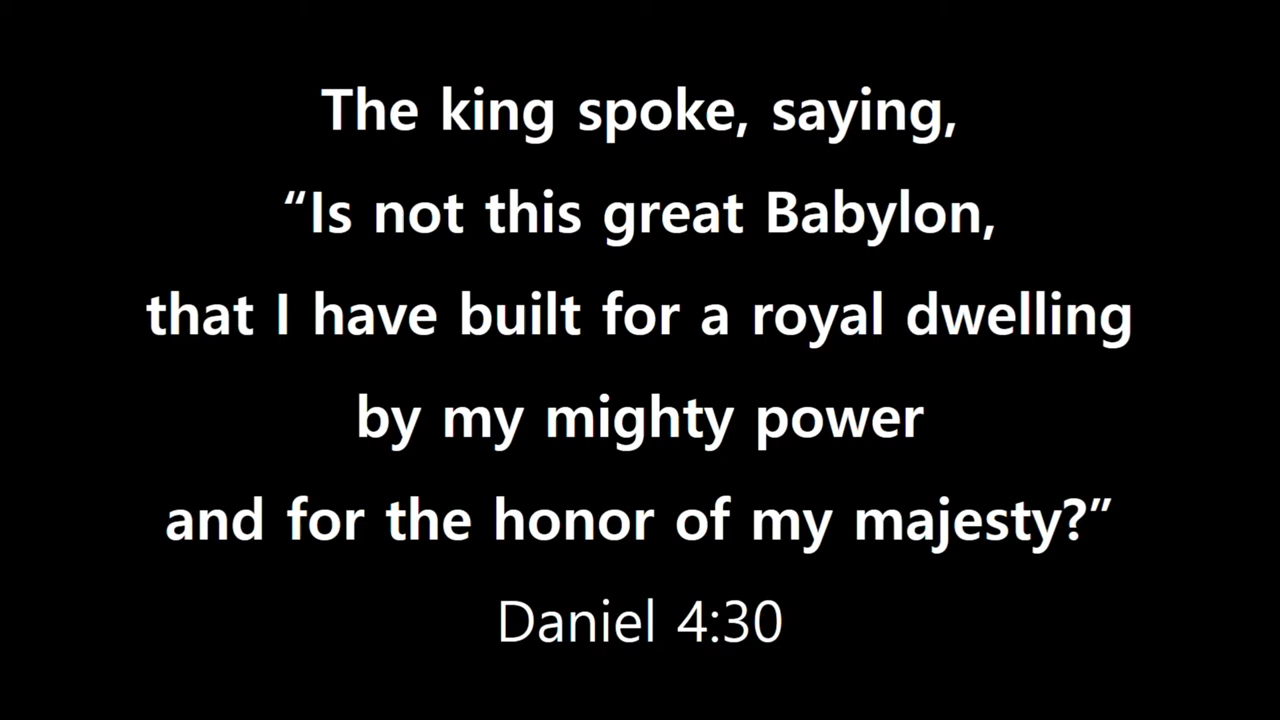 The king spoke, saying,
“Is not this great Babylon,
that I have built for a royal dwelling
by my mighty power
and for the honor of my majesty?”
Daniel 4:30